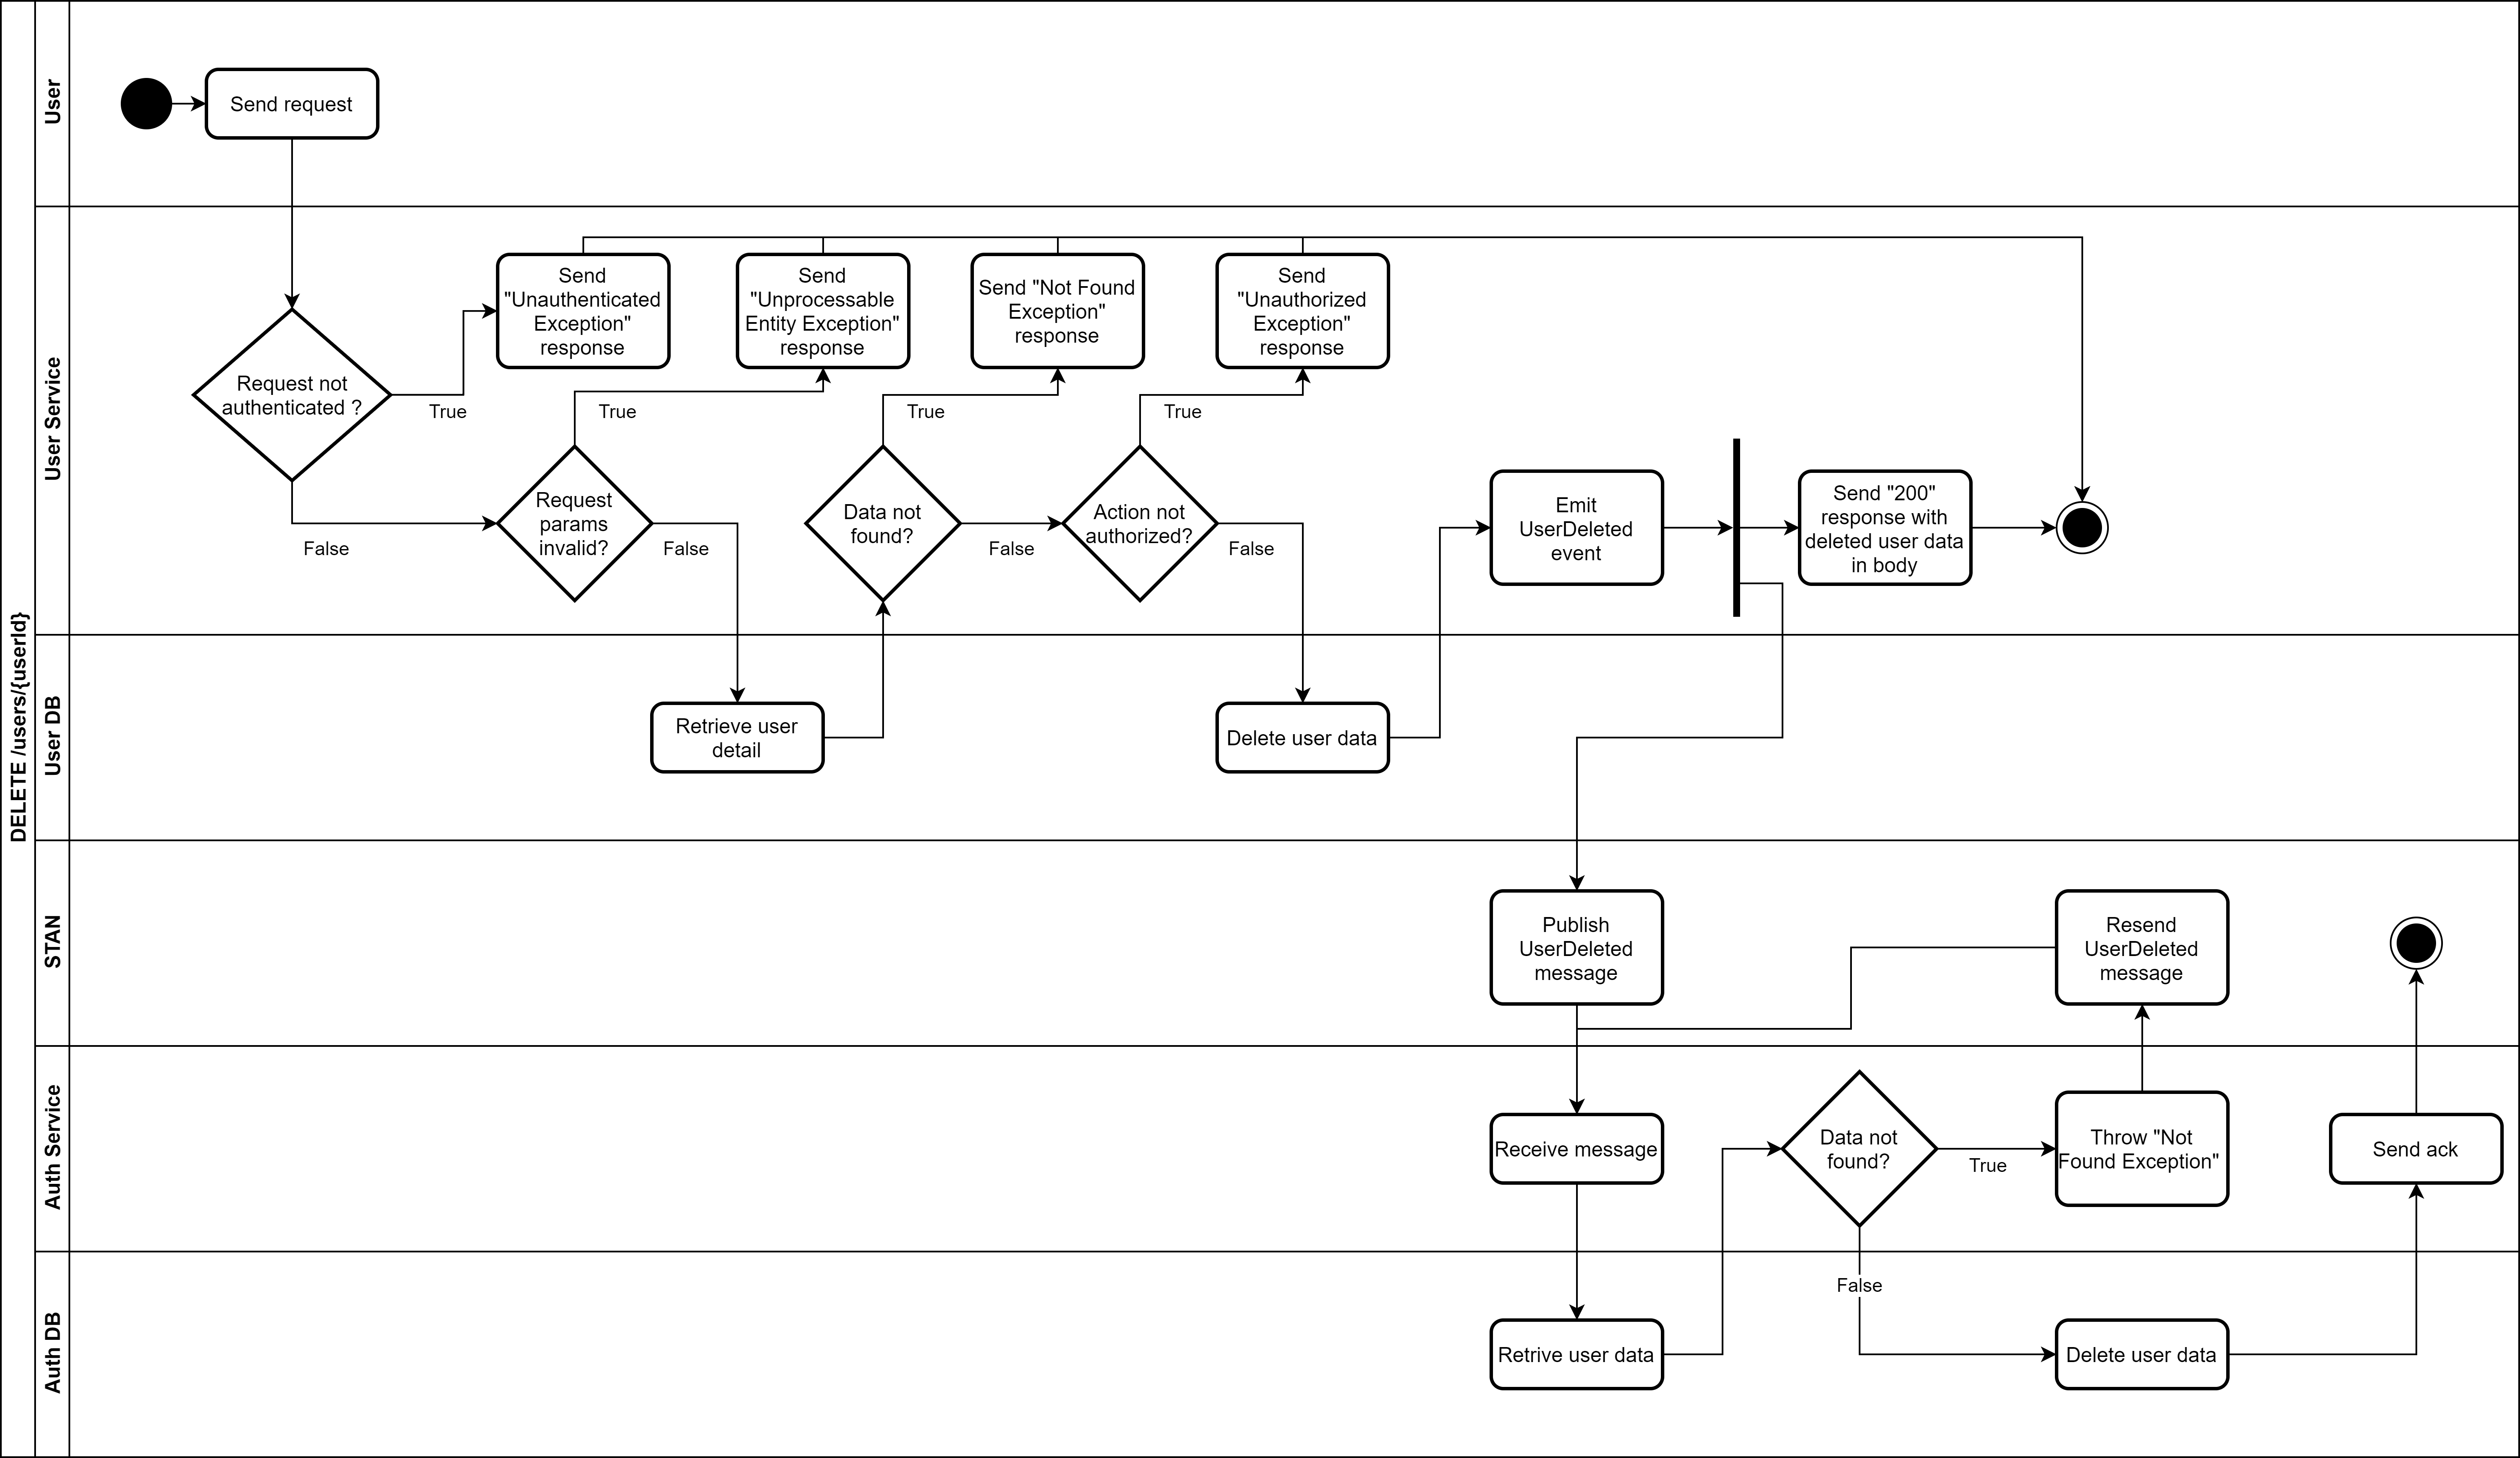 DELETE /users/{userId}
User
Send request
User Service
Send
"Unauthenticated
Exception"
response
Send
"Unprocessable
Entity Exception"
response
Send "Not Found
Exception"
response
Send
"Unauthorized
Exception"
response
Request not
authenticated ?
True
True
True
True
False
Request
params
invalid?
False
Data not
found?
False
Action not
authorized?
False
Emit
UserDeleted
event
Send "200"
response with
deleted user data
in body
User DB
Retrieve user
detail
Delete user data
STAN
Publish
UserDeleted
message
Resend
UserDeleted
message
Auth Service
Receive message
Data not
found?
True
Throw "Not
Found Exception"
Send ack
Auth DB
False
Retrive user data
Delete user data